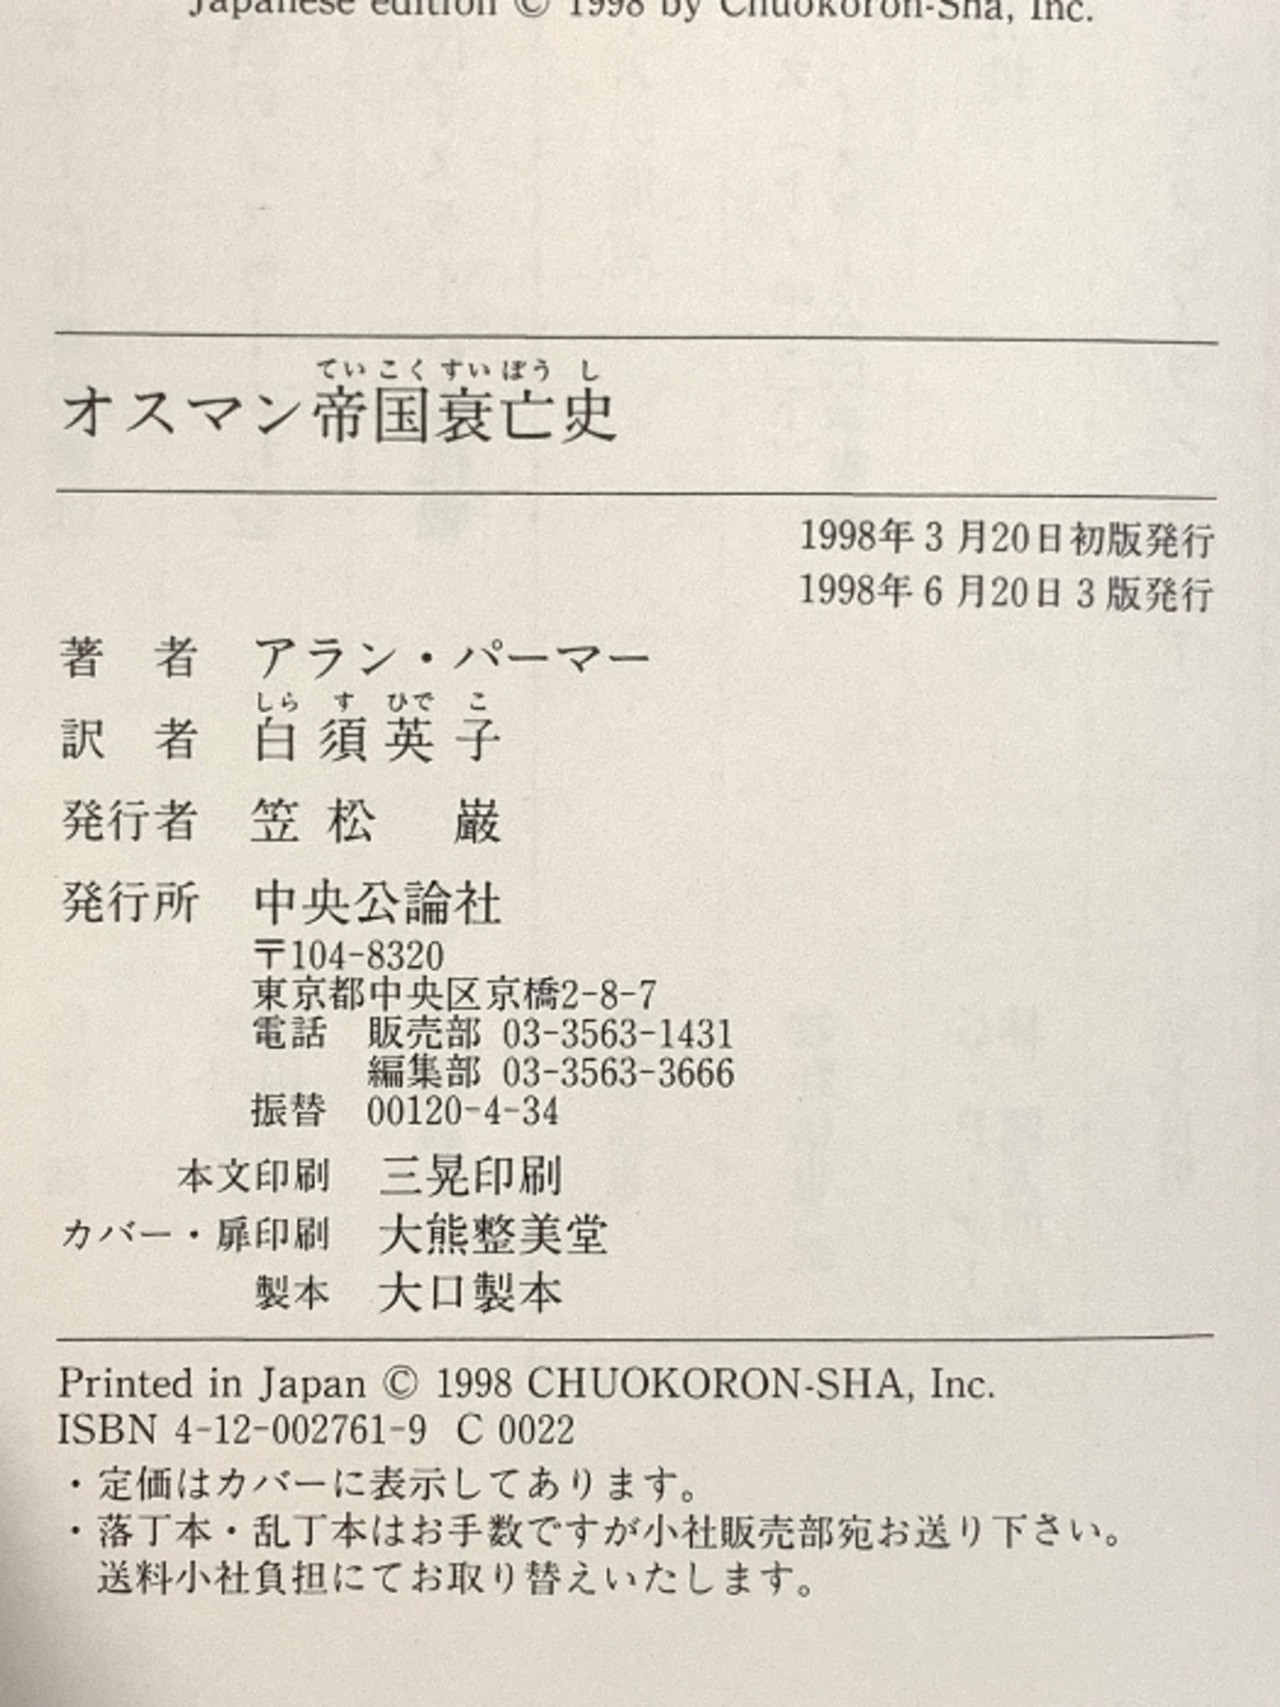 Japanese edition © 1998 by Chuokoron-Sha, Inc.
ていこくすいぼうし
オスマン帝国衰亡史
1998年3月20日初版発行
1998年6月20日3版発行
著 者 アラン・パーマー
しら す ひで こ
訳 者 白須英子
発行者 笠松 巌
発行所 中央公論社
〒104-8320
東京都中央区京橋2-8-7
電話 販売部 03-3563-1431
編集部 03-3563-3666
振替 00120-4-34
本文印刷 三晃印刷
カバー・扉印刷 大熊整美堂
製本 大口製本
Printed in Japan © 1998 CHUOKORON-SHA, Inc.
ISBN 4-12-002761-9 C 0022
・定価はカバーに表示してあります。
・落丁本・乱丁本はお手数ですが小社販売部宛お送り下さい。
送料小社負担にてお取り替えいたします。